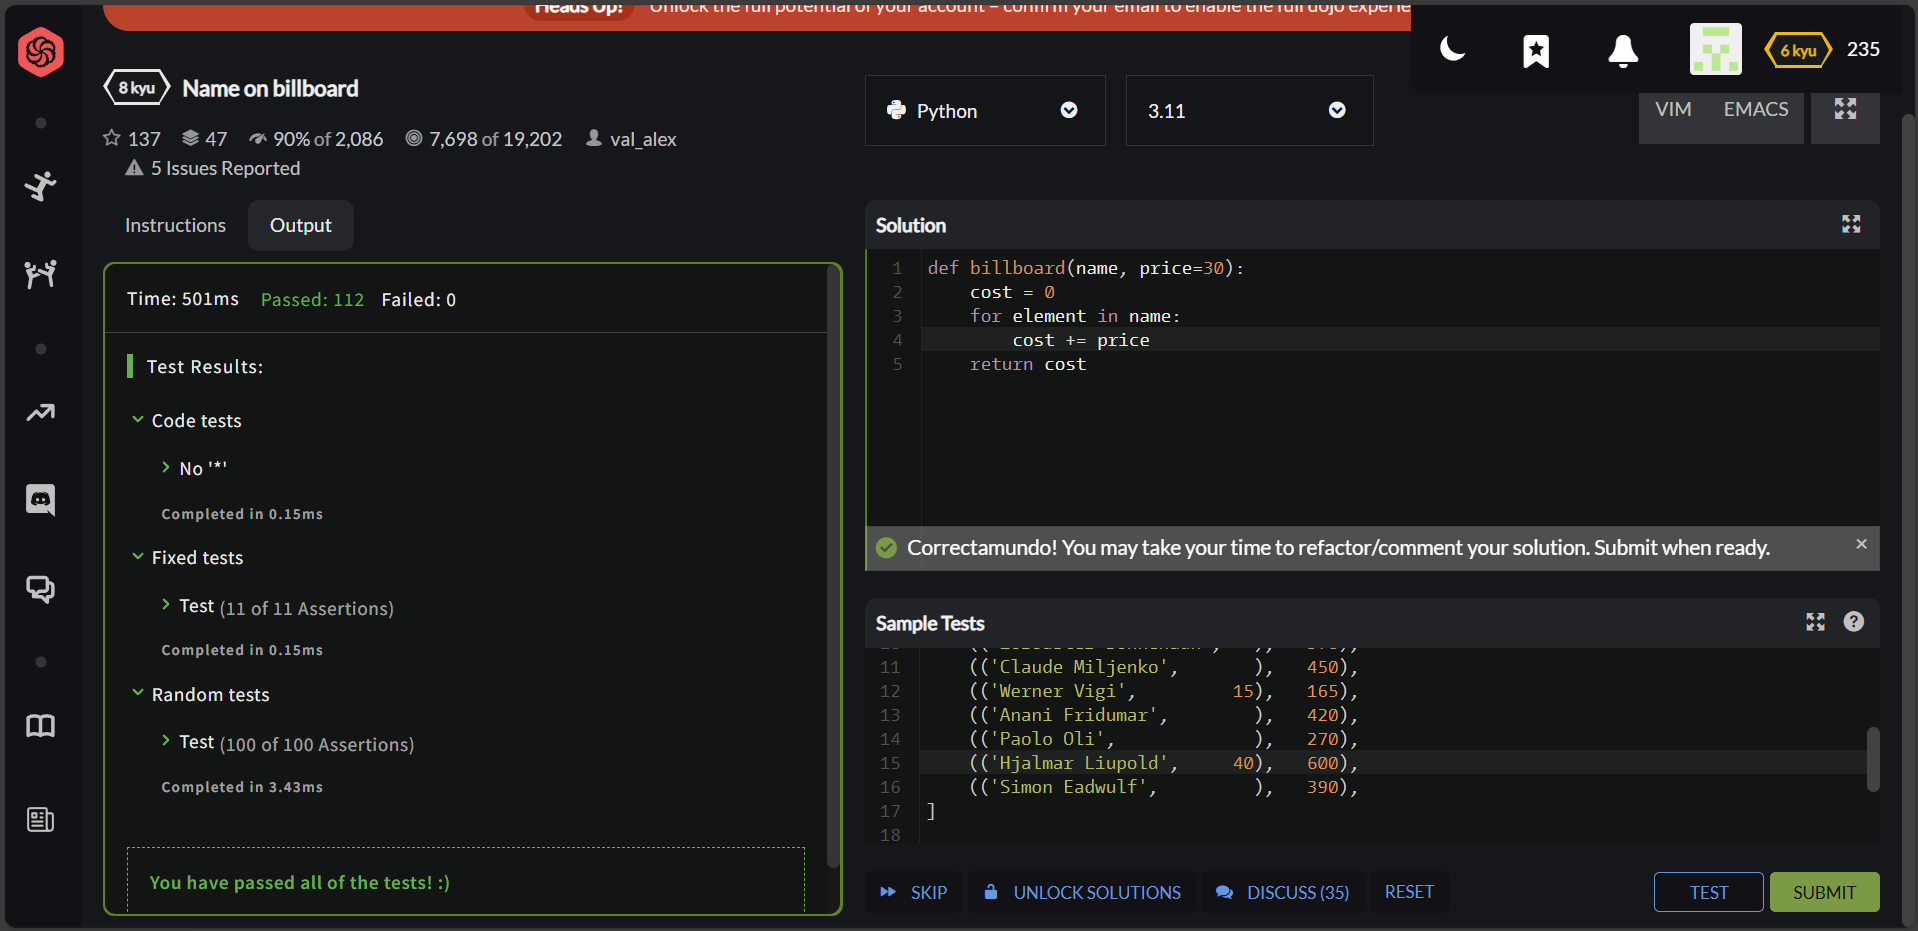 Heads Up! Unlock the full potential of your account – confirm your email to enable the full dojo experie
6 kyu 235
8 kyu Name on billboard
137 47 90% of 2,086 7,698 of 19,202 val_alex
5 Issues Reported
Python 3.11 VIM EMACS
Instructions Output
Time: 501ms Passed: 112 Failed: 0
Test Results:
Code tests
No '*'
Completed in 0.15ms
Fixed tests
Test (11 of 11 Assertions)
Completed in 0.15ms
Random tests
Test (100 of 100 Assertions)
Completed in 3.43ms
You have passed all of the tests! :)
Solution
1 def billboard(name, price=30):
2     cost = 0
3     for element in name:
4         cost += price
5     return cost
Correctamundo! You may take your time to refactor/comment your solution. Submit when ready.
Sample Tests
11 (('Claude Miljenko', ), 450),
12 (('Werner Vigi', 15), 165),
13 (('Anani Fridumar', ), 420),
14 (('Paolo Oli', ), 270),
15 (('Hjalmar Liupold', 40), 600),
16 (('Simon Eadwulf', ), 390),
17 ]
18
SKIP UNLOCK SOLUTIONS DISCUSS (35) RESET TEST SUBMIT